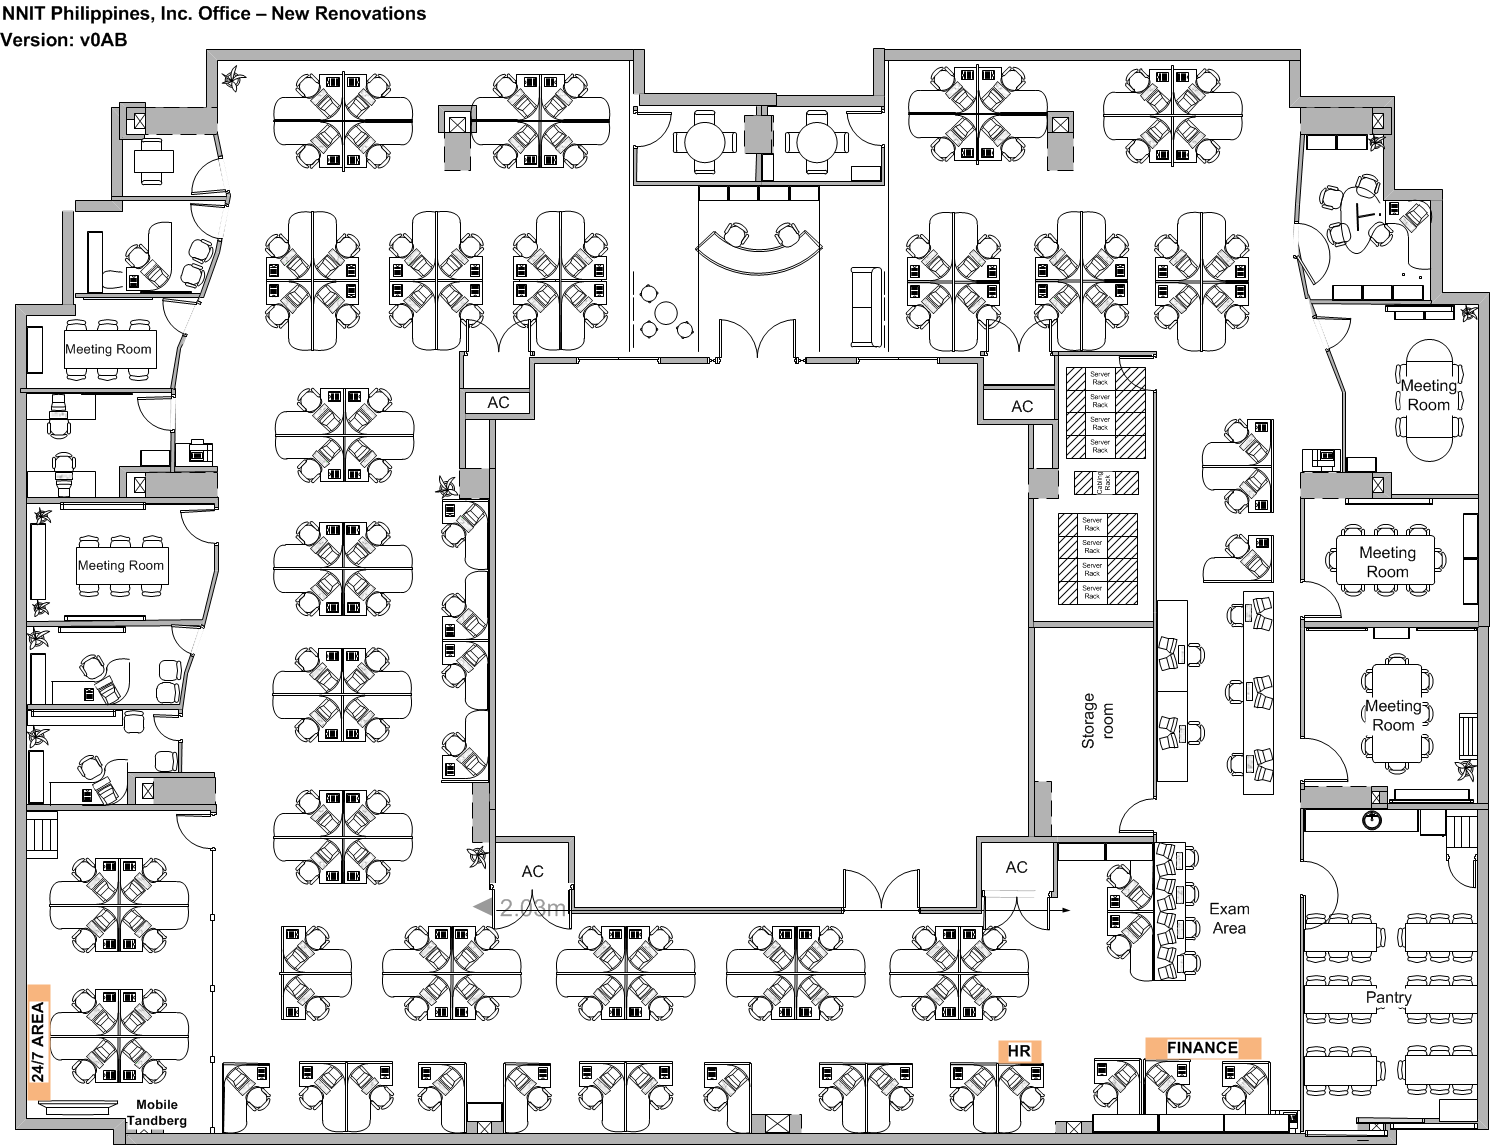 NNIT Philippines, Inc. Office – New Renovations
Version: v0AB
Meeting Room
AC
AC
Server
Rack
Server
Rack
Server
Rack
Server
Rack
Cabling
Rack
Meeting
Room
Server
Rack
Server
Rack
Server
Rack
Server
Rack
Meeting Room
Meeting
Room
Storage
room
Meeting
Room
AC
AC
2.03m
Exam
Area
Pantry
24/7 AREA
HR
FINANCE
Mobile
Tandberg